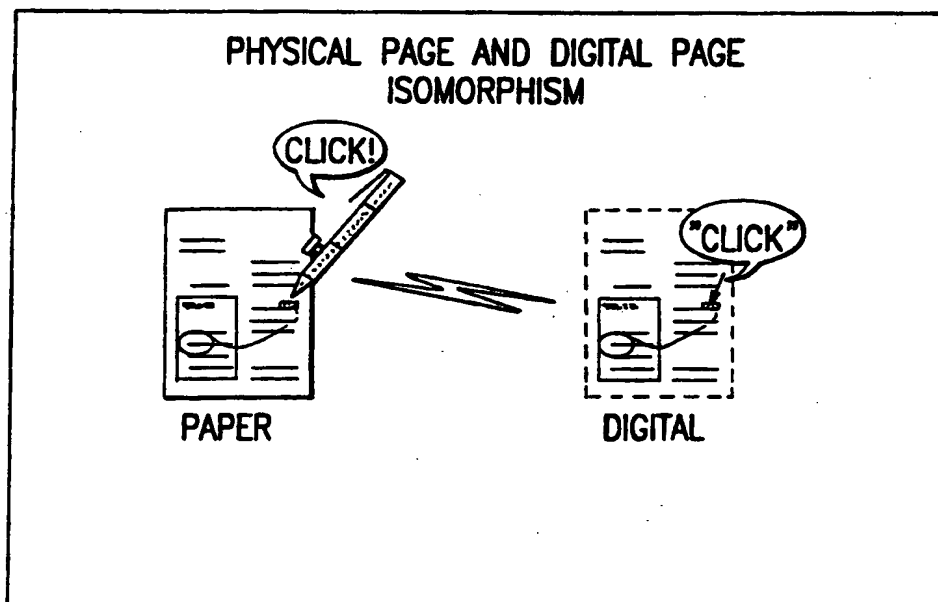 PHYSICAL PAGE AND DIGITAL PAGE
ISOMORPHISM
CLICK!
"CLICK"
PAPER
DIGITAL